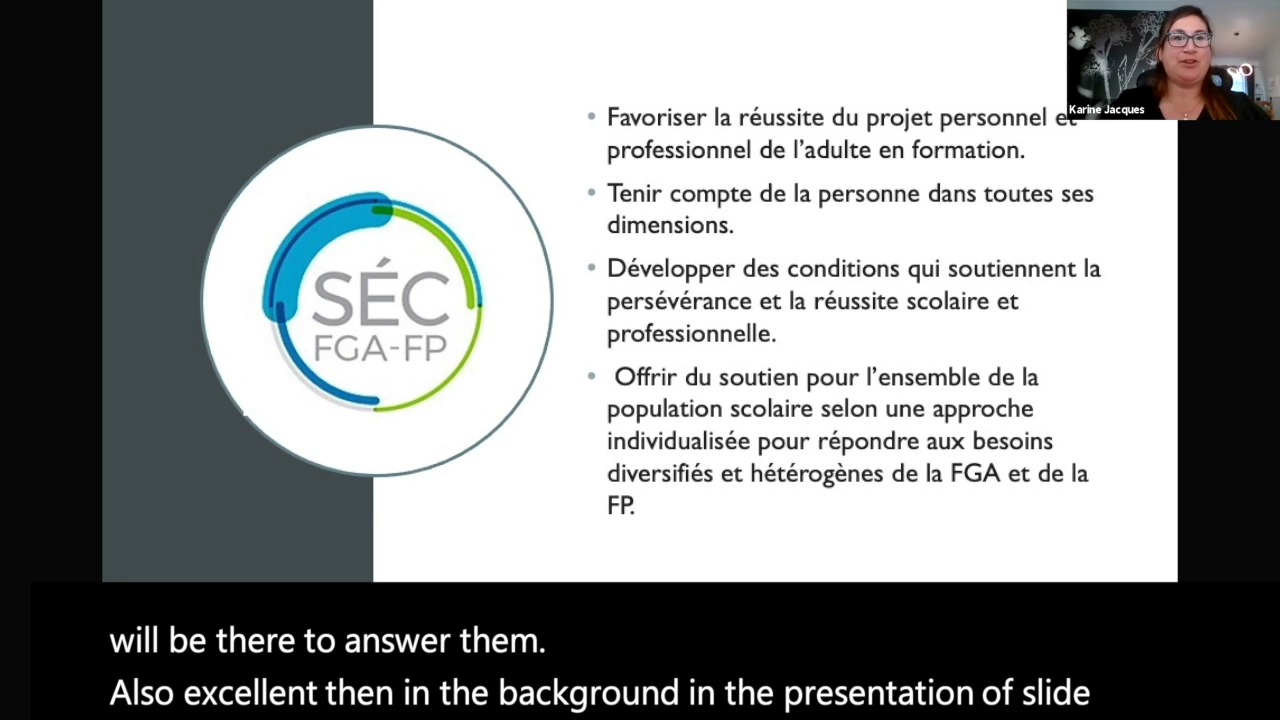 Karine Jacques
SÉC
FGA-FP
• Favoriser la réussite du projet personnel et
professionnel de l'adulte en formation.
• Tenir compte de la personne dans toutes ses
dimensions.
• Développer des conditions qui soutiennent la
persévérance et la réussite scolaire et
professionnelle.
• Offrir du soutien pour l'ensemble de la
population scolaire selon une approche
individualisée pour répondre aux besoins
diversifiés et hétérogènes de la FGA et de la
FP.
will be there to answer them.
Also excellent then in the background in the presentation of slide